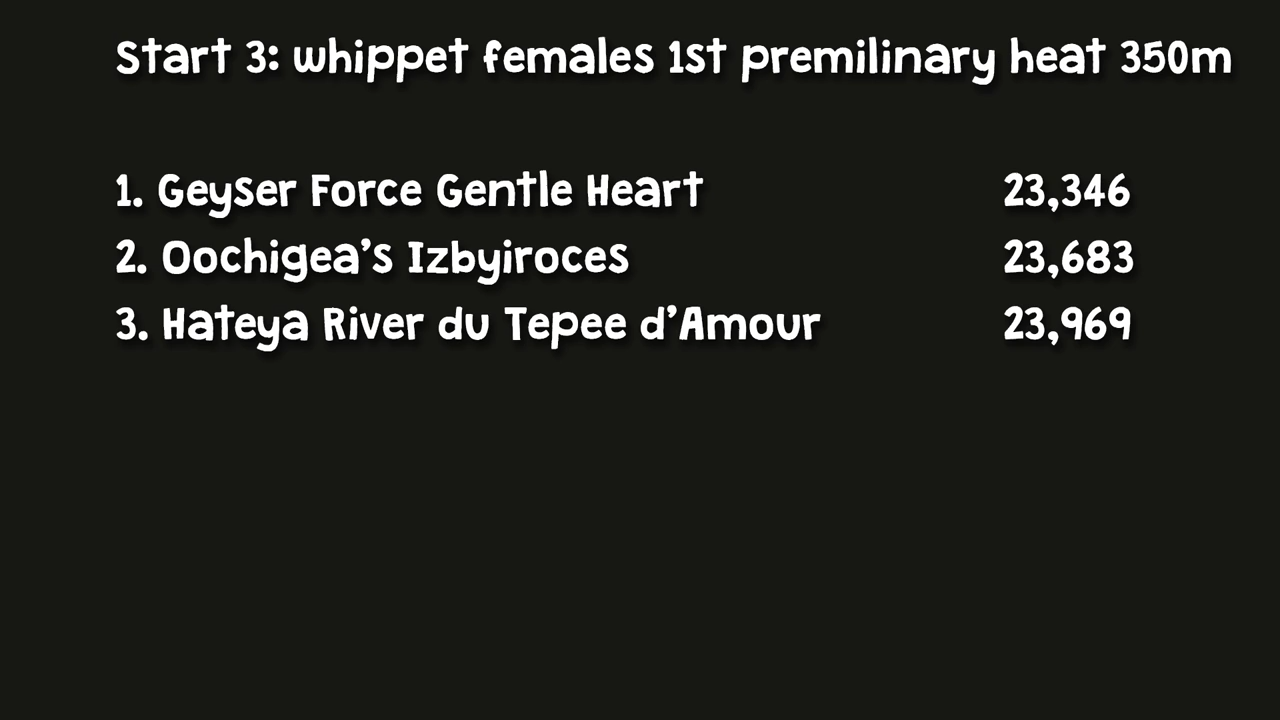 Start 3: whippet females 1st premilinary heat 350m
1. Geyser Force Gentle Heart 23,346
2. Oochigea's Izbyiroces 23,683
3. Hateya River du Tepee d'Amour 23,969